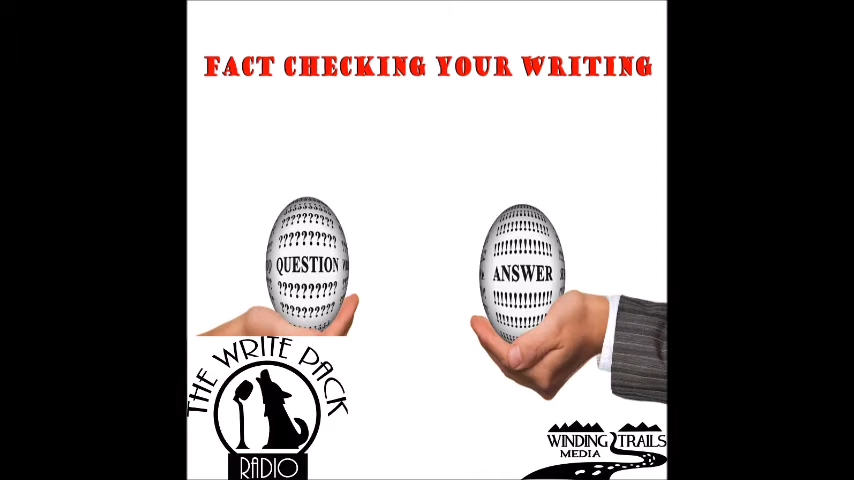 FACT CHECKING YOUR WRITING
??????????
??????????
QUESTION
??????????
??????????
!!!!!!!!!!
!!!!!!!!!!
ANSWER
!!!!!!!!!!
!!!!!!!!!!
THE WRITE PACK
RADIO
WINDING TRAILS
MEDIA